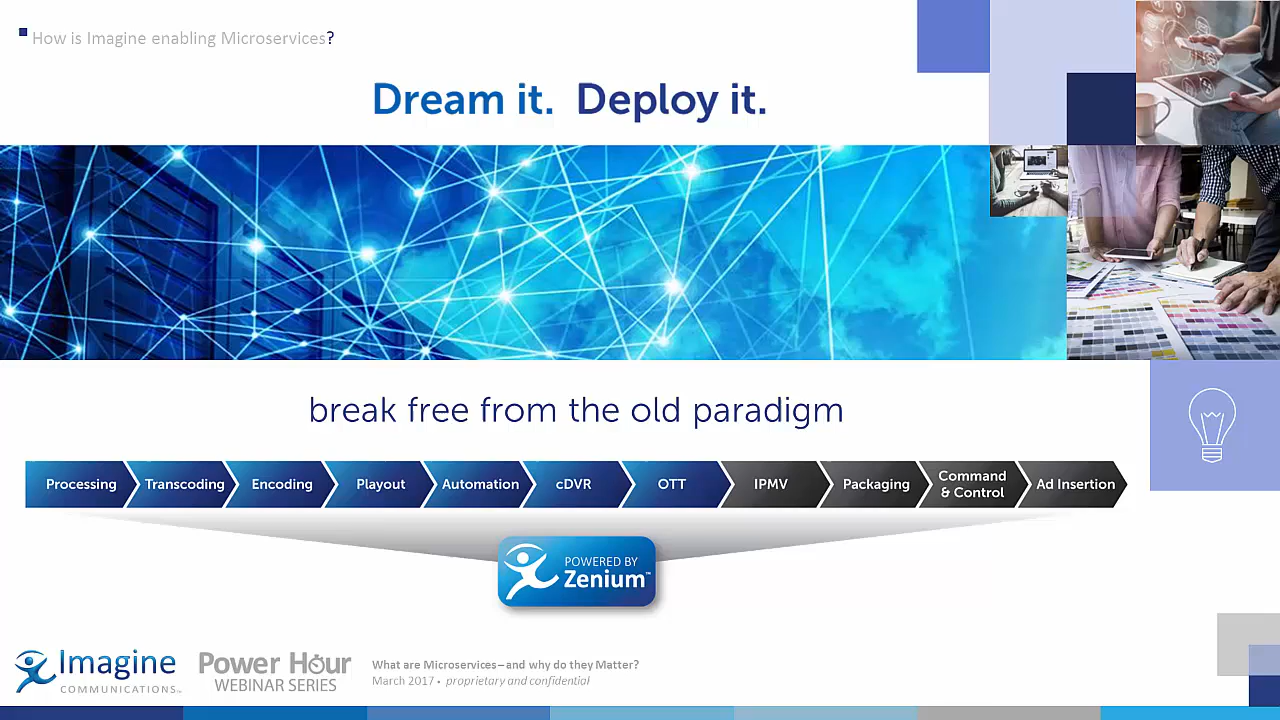 How is Imagine enabling Microservices?
Dream it. Deploy it.
break free from the old paradigm
Processing
Transcoding
Encoding
Playout
Automation
cDVR
OTT
IPMV
Packaging
Command
& Control
Ad Insertion
POWERED BY
Zenium™
Imagine
COMMUNICATIONS™
Power Hour
WEBINAR SERIES
What are Microservices–and why do they Matter?
March 2017 • proprietary and confidential